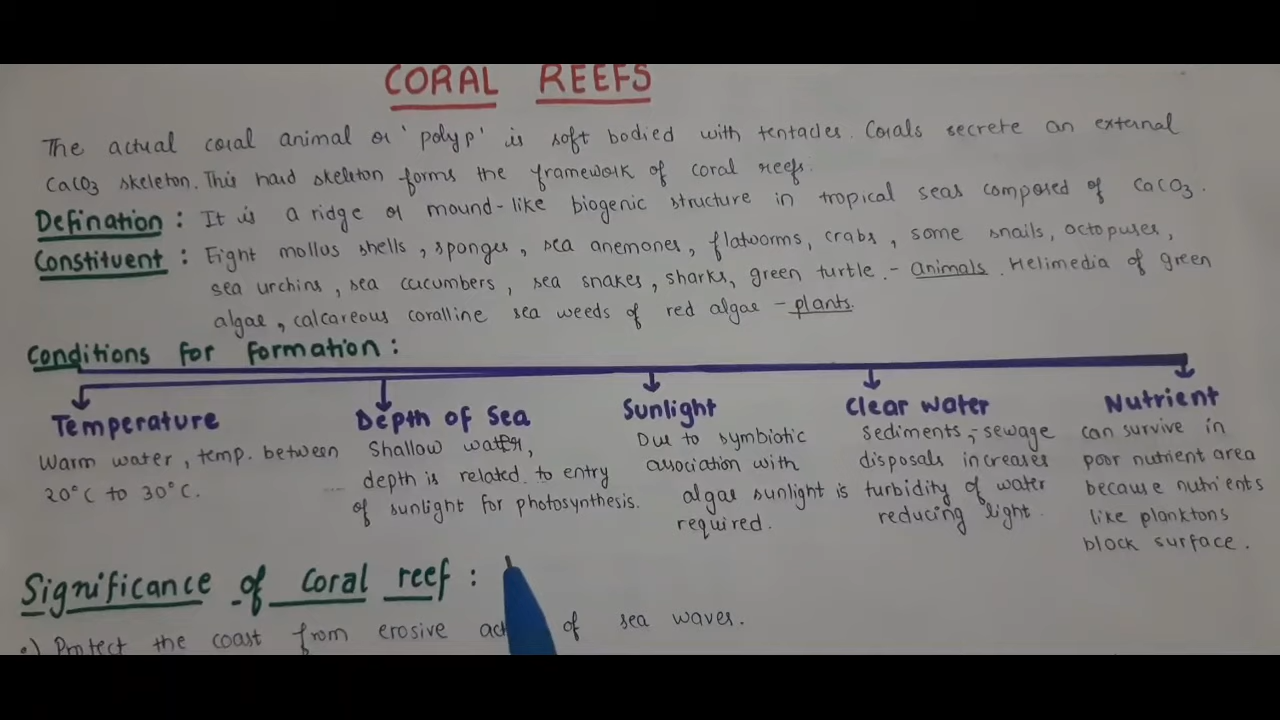 CORAL REEFS
The actual coral animal or 'polyp' is soft bodied with tentacles. Corals secrete an external
CaCO3 skeleton. This hard skeleton forms the framework of coral reefs.
Defination : It is a ridge or mound-like biogenic structure in tropical seas composed of CaCO3.
Constituent : Eight mollus shells, sponges, sea anemones, flatworms, crabs, some snails, octopuses,
sea urchins, sea cucumbers, sea snakes, sharks, green turtle. - animals. Helimedia of green
algae, calcareous coralline sea weeds of red algae - plants.
Conditions for formation :
Temperature
Warm water, temp. between
20°C to 30°C.
Depth of Sea
Shallow water,
depth is related to entry
of sunlight for photosynthesis.
Sunlight
Due to symbiotic
association with
algae sunlight is
required.
Clear water
sediments, sewage
disposals increases
turbidity of water
reducing light.
Nutrient
can survive in
poor nutrient area
because nutrients
like planktons
block surface.
Significance of coral reef :
•) Protect the coast from erosive of sea waves.